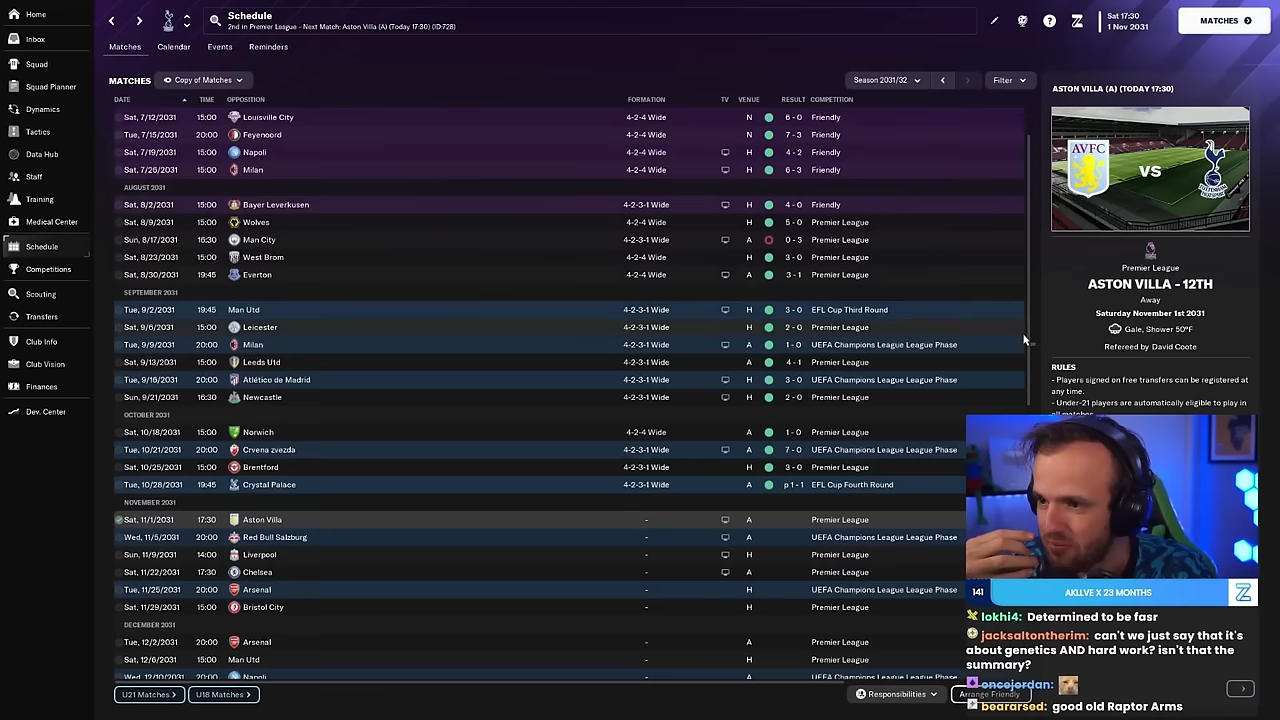 Home
Inbox
Squad
Squad Planner
Dynamics
Tactics
Data Hub
Staff
Training
Medical Center
Schedule
Competitions
Scouting
Transfers
Club Info
Club Vision
Finances
Dev. Center
Schedule
2nd in Premier League - Next Match: Aston Villa (A) (Today 17:30) (ID:728)
Sat 17:30
1 Nov 2031
MATCHES
Matches Calendar Events Reminders
MATCHES Copy of Matches Season 2031/32 Filter
DATE TIME OPPOSITION FORMATION TV VENUE RESULT COMPETITION
Sat, 7/12/2031 15:00 Louisville City 4-2-4 Wide N 6 - 0 Friendly
Tue, 7/15/2031 20:00 Feyenoord 4-2-4 Wide N 7 - 3 Friendly
Sat, 7/19/2031 15:00 Napoli 4-2-4 Wide H 4 - 2 Friendly
Sat, 7/26/2031 15:00 Milan 4-2-4 Wide H 6 - 3 Friendly
AUGUST 2031
Sat, 8/2/2031 15:00 Bayer Leverkusen 4-2-3-1 Wide H 4 - 0 Friendly
Sat, 8/9/2031 15:00 Wolves 4-2-4 Wide H 5 - 0 Premier League
Sun, 8/17/2031 16:30 Man City 4-2-3-1 Wide A 0 - 3 Premier League
Sat, 8/23/2031 15:00 West Brom 4-2-4 Wide H 3 - 0 Premier League
Sat, 8/30/2031 19:45 Everton 4-2-4 Wide A 3 - 1 Premier League
SEPTEMBER 2031
Tue, 9/2/2031 19:45 Man Utd 4-2-3-1 Wide H 3 - 0 EFL Cup Third Round
Sat, 9/6/2031 15:00 Leicester 4-2-3-1 Wide H 2 - 0 Premier League
Tue, 9/9/2031 20:00 Milan 4-2-3-1 Wide A 1 - 0 UEFA Champions League League Phase
Sat, 9/13/2031 15:00 Leeds Utd 4-2-3-1 Wide A 4 - 1 Premier League
Tue, 9/16/2031 20:00 Atlético de Madrid 4-2-3-1 Wide H 3 - 0 UEFA Champions League League Phase
Sun, 9/21/2031 16:30 Newcastle 4-2-3-1 Wide H 2 - 0 Premier League
OCTOBER 2031
Sat, 10/18/2031 15:00 Norwich 4-2-4 Wide A 1 - 0 Premier League
Tue, 10/21/2031 20:00 Crvena zvezda 4-2-3-1 Wide A 7 - 0 UEFA Champions League League Phase
Sat, 10/25/2031 15:00 Brentford 4-2-3-1 Wide H 3 - 0 Premier League
Tue, 10/28/2031 19:45 Crystal Palace 4-2-3-1 Wide A p 1 - 1 EFL Cup Fourth Round
NOVEMBER 2031
Sat, 11/1/2031 17:30 Aston Villa - A Premier League
Wed, 11/5/2031 20:00 Red Bull Salzburg - A UEFA Champions League League Phase
Sun, 11/9/2031 14:00 Liverpool - H Premier League
Sat, 11/22/2031 17:30 Chelsea - A Premier League
Tue, 11/25/2031 20:00 Arsenal - H UEFA Champions League League Phase
Sat, 11/29/2031 15:00 Bristol City - H Premier League
DECEMBER 2031
Tue, 12/2/2031 20:00 Arsenal - A Premier League
Sat, 12/6/2031 15:00 Man Utd - H Premier League
Wed, 12/10/2031 20:00 Napoli - A UEFA Champions League League Phase
U21 Matches U18 Matches Responsibilities Arrange Friendly
ASTON VILLA (A) (TODAY 17:30)
AVFC VS TOTTENHAM HOTSPUR
Premier League
ASTON VILLA - 12TH
Away
Saturday November 1st 2031
Gale, Shower 50°F
Refereed by David Coote
RULES
- Players signed on free transfers can be registered at
any time.
- Under-21 players are automatically eligible to play in
all matches.
141 AKLLVE X 23 MONTHS
lokhi4: Determined to be fasr
jacksaltontherim: can't we just say that it's
about genetics AND hard work? isn't that the
summary?
oncejordan:
beararsed: good old Raptor Arms